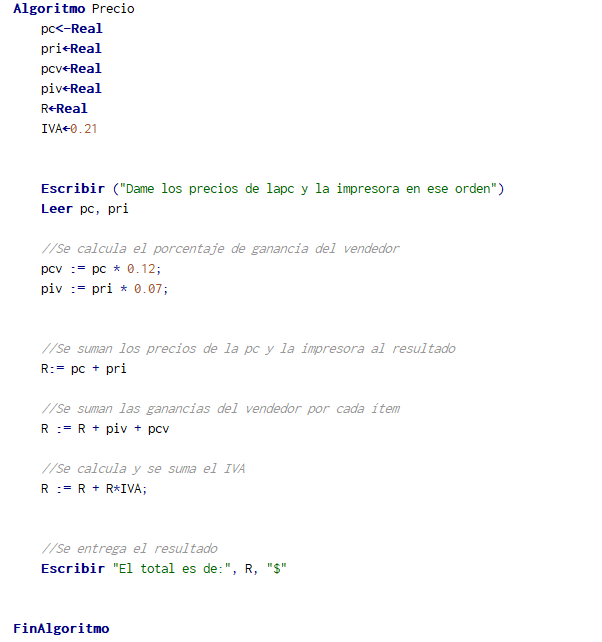 Algoritmo Precio
pc<-Real
pri←Real
pcv←Real
piv←Real
R←Real
IVA←0.21
Escribir ("Dame los precios de lapc y la impresora en ese orden")
Leer pc, pri
//Se calcula el porcentaje de ganancia del vendedor
pcv := pc * 0.12;
piv := pri * 0.07;
//Se suman los precios de la pc y la impresora al resultado
R:= pc + pri
//Se suman las ganancias del vendedor por cada ítem
R := R + piv + pcv
//Se calcula y se suma el IVA
R := R + R*IVA;
//Se entrega el resultado
Escribir "El total es de:", R, "$"
FinAlgoritmo